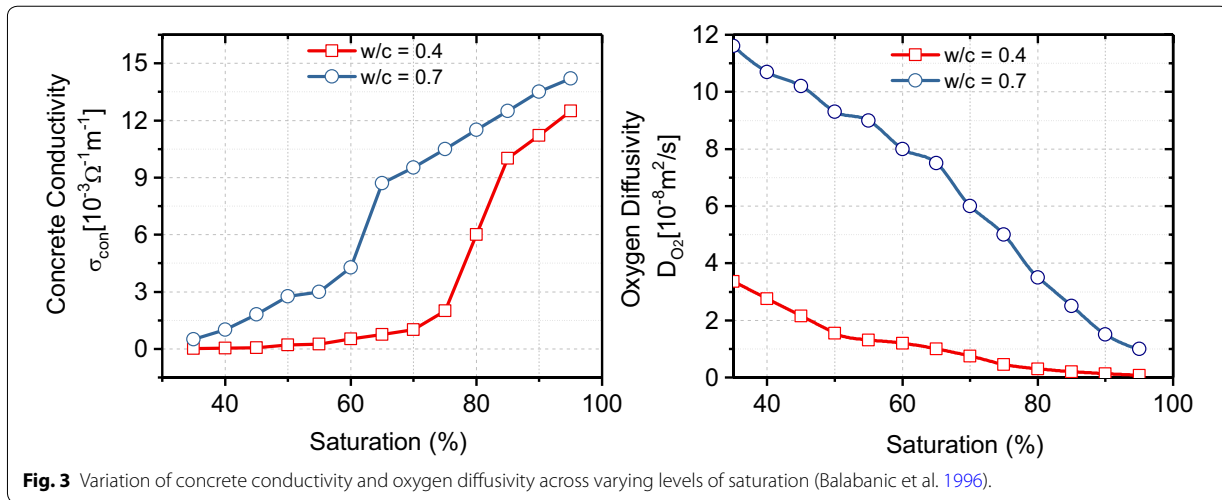 w/c = 0.4
w/c = 0.7
Concrete Conductivity
σcon[10⁻³Ω⁻¹m⁻¹]
15
12
9
6
3
0
40 60 80 100
Saturation (%)
w/c = 0.4
w/c = 0.7
Oxygen Diffusivity
D_O2[10⁻⁸m²/s]
12
10
8
6
4
2
0
40 60 80 100
Saturation (%)
Fig. 3 Variation of concrete conductivity and oxygen diffusivity across varying levels of saturation (Balabanic et al. 1996).